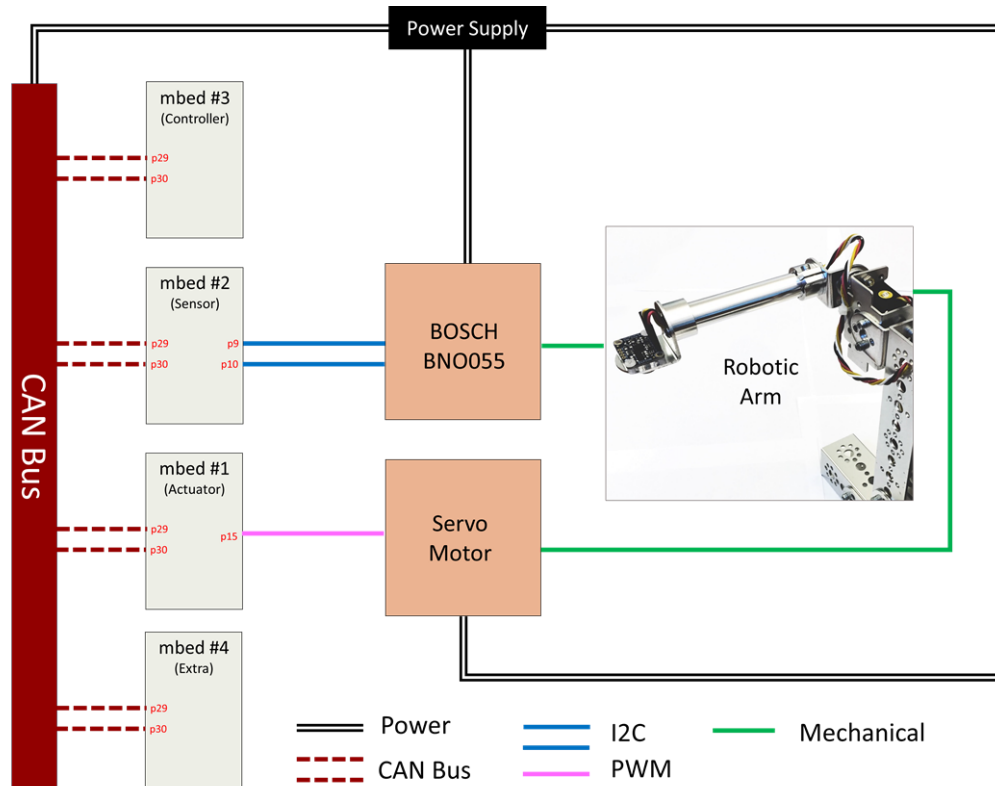 Power Supply
mbed #3
(Controller)
p29
p30
mbed #2
(Sensor)
p29
p30
p9
p10
BOSCH
BNO055
Robotic
Arm
CAN Bus
mbed #1
(Actuator)
p29
p30
p15
Servo
Motor
mbed #4
(Extra)
p29
p30
Power
I2C
Mechanical
CAN Bus
PWM